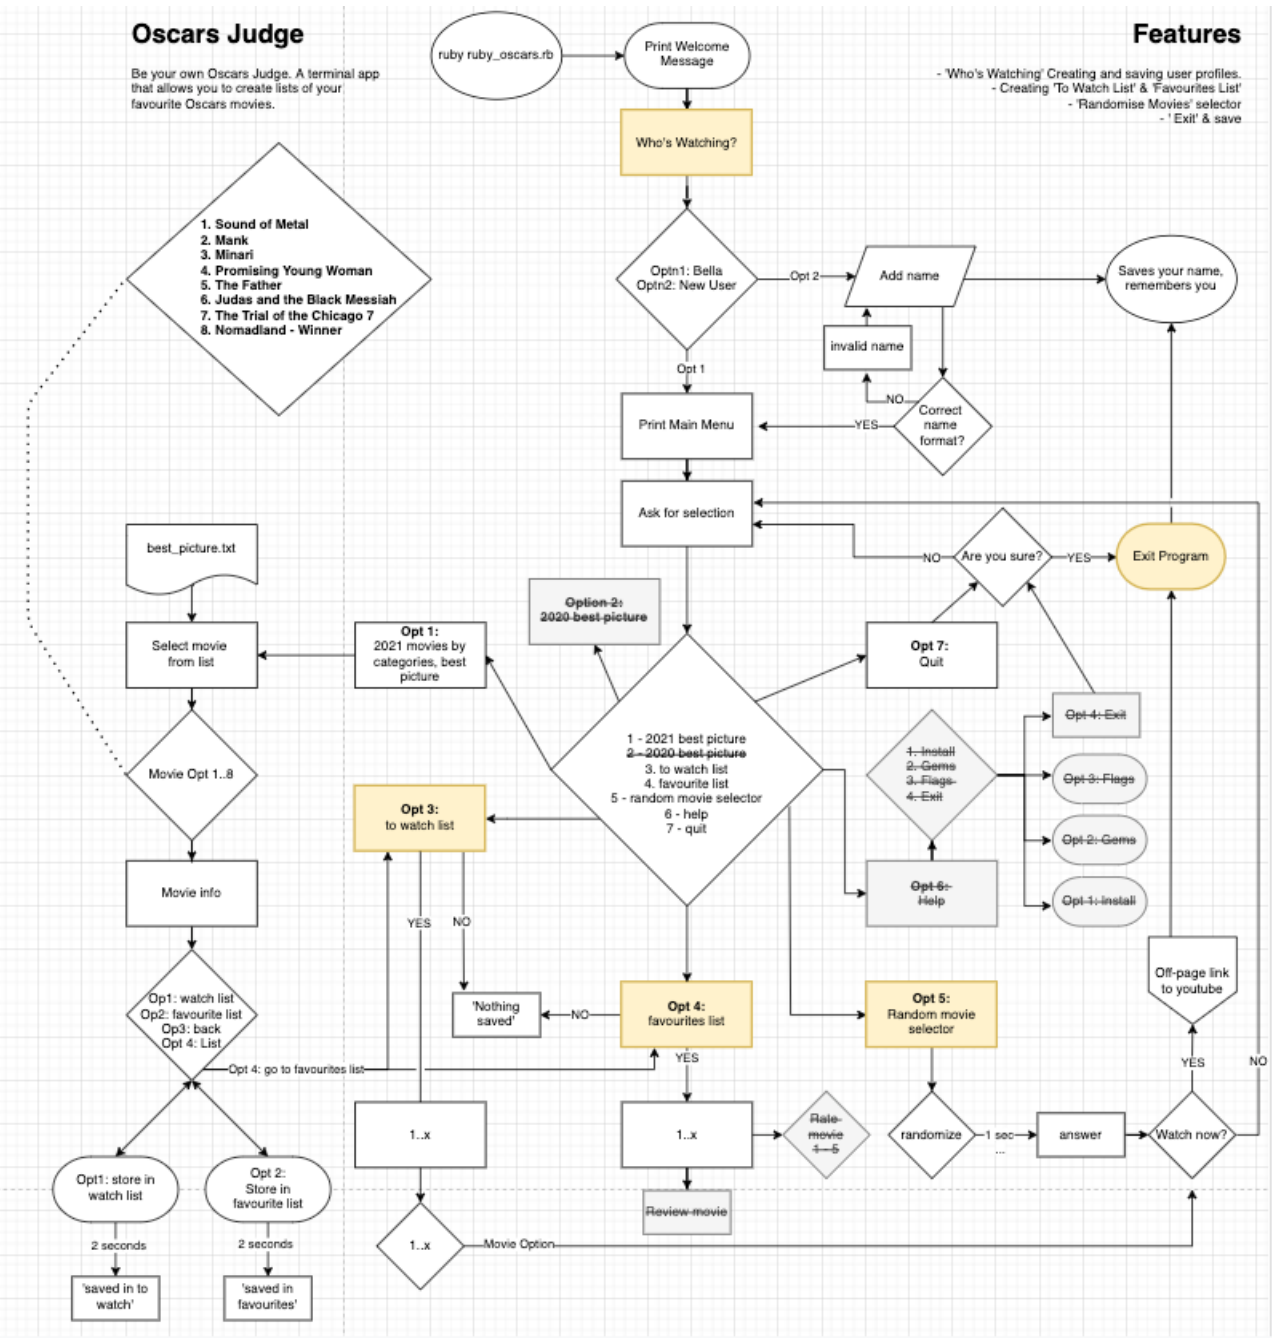 Oscars Judge
Be your own Oscars Judge. A terminal app
that allows you to create lists of your
favourite Oscars movies.
ruby ruby_oscars.rb
Print Welcome
Message
Features
- 'Who's Watching' Creating and saving user profiles.
- Creating 'To Watch List' & 'Favourites List'
- 'Randomise Movies' selector
- ' Exit' & save
Who's Watching?
1. Sound of Metal
2. Mank
3. Minari
4. Promising Young Woman
5. The Father
6. Judas and the Black Messiah
7. The Trial of the Chicago 7
8. Nomadland - Winner
Optn1: Bella
Optn2: New User
Opt 2
Add name
Saves your name,
remembers you
invalid name
Opt 1
NO
Correct
name
format?
YES
Print Main Menu
Ask for selection
best_picture.txt
Are you sure?
NO
YES
Exit Program
Option 2:
2020 best picture
Select movie
from list
Opt 1:
2021 movies by
categories, best
picture
Opt 7:
Quit
Opt 4: Exit
1 - 2021 best picture
2 - 2020 best picture
3. to watch list
4. favourite list
5 - random movie selector
6 - help
7 - quit
1. Install
2. Gems
3. Flags
4. Exit
Opt 3: Flags
Opt 2: Gems
Opt 1: Install
Movie Opt 1..8
Opt 3:
to watch list
Opt 6:
Help
Movie info
YES
NO
Off-page link
to youtube
Op1: watch list
Op2: favourite list
Op3: back
Opt 4: List
'Nothing
saved'
NO
Opt 4:
favourites list
Opt 5:
Random movie
selector
Opt 4: go to favourites list
YES
YES
NO
1..x
1..x
Rate
movie
1 - 5
randomize
1 sec
...
answer
Watch now?
Opt1: store in
watch list
Opt 2:
Store in
favourite list
Review movie
2 seconds
2 seconds
1..x
Movie Option
'saved in to
watch'
'saved in
favourites'